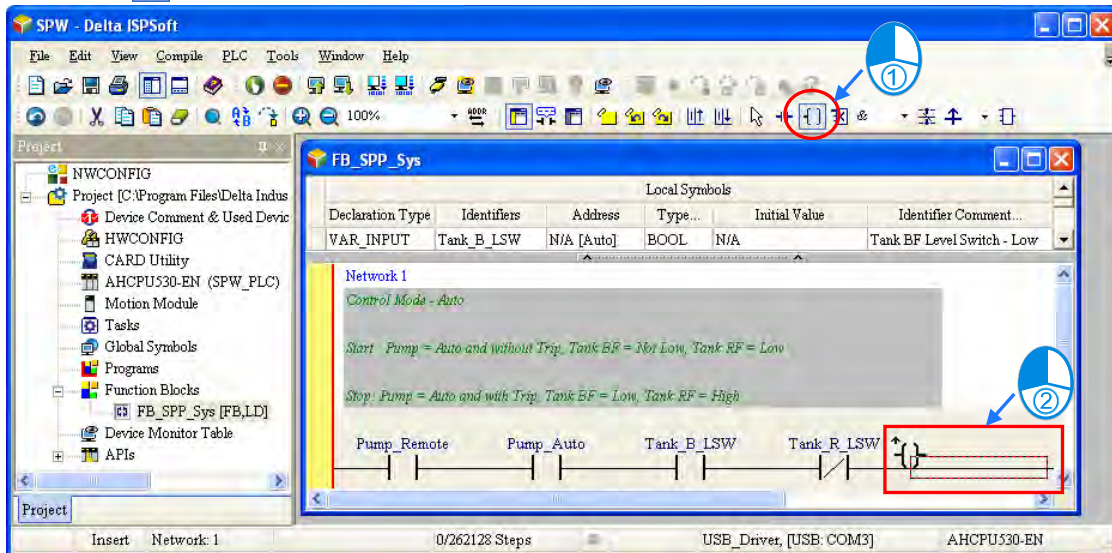 SPW - Delta ISPSoft
File Edit View Compile PLC Tools Window Help
①
100%
ADDR
&
Project
NWCONFIG
Project [C:\Program Files\Delta Indus
Device Comment & Used Devic
HWCONFIG
CARD Utility
AHCPU530-EN (SPW_PLC)
Motion Module
Tasks
Global Symbols
Programs
Function Blocks
FB_SPP_Sys [FB,LD]
Device Monitor Table
APIs
Project
FB_SPP_Sys
Local Symbols
Declaration Type Identifiers Address Type... Initial Value Identifier Comment...
VAR_INPUT Tank_B_LSW N/A [Auto] BOOL N/A Tank BF Level Switch - Low
Network 1
Control Mode - Auto
Start : Pump = Auto and without Trip, Tank BF = Not Low, Tank RF = Low
Stop : Pump = Auto and with Trip, Tank BF = Low, Tank RF = High
②
Pump_Remote Pump_Auto Tank_B_LSW Tank_R_LSW
Insert Network: 1 0/262128 Steps USB_Driver, [USB: COM3] AHCPU530-EN